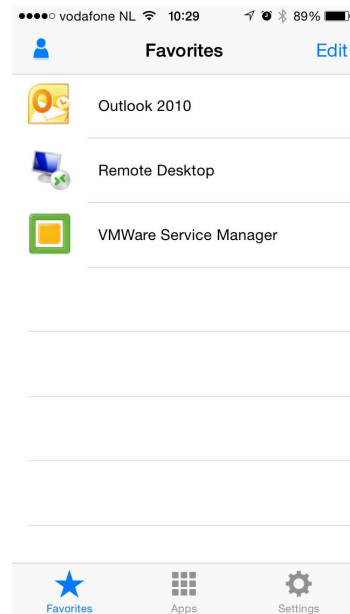 vodafone NL 10:29 89%
Favorites Edit
Outlook 2010
Remote Desktop
VMWare Service Manager
Favorites Apps Settings